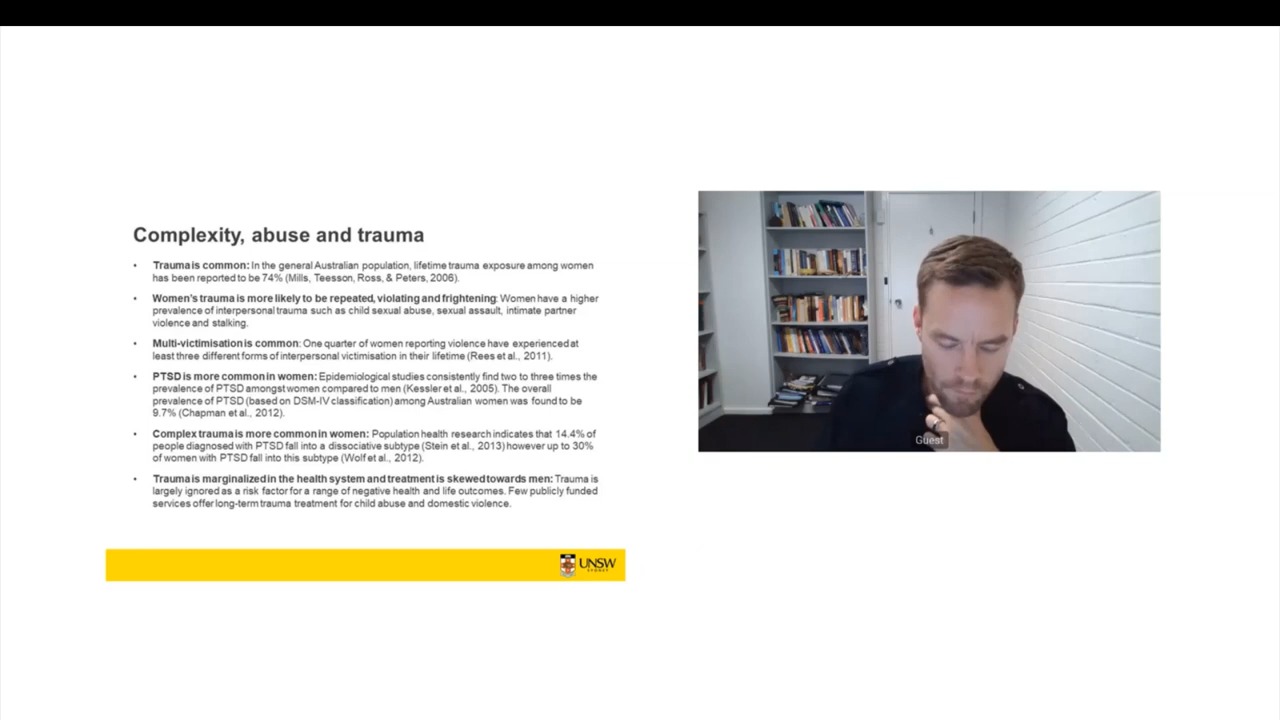 Complexity, abuse and trauma
• Trauma is common: In the general Australian population, lifetime trauma exposure among women
has been reported to be 74% (Mills, Teesson, Ross, & Peters, 2006).
• Women's trauma is more likely to be repeated, violating and frightening: Women have a higher
prevalence of interpersonal trauma such as child sexual abuse, sexual assault, intimate partner
violence and stalking.
• Multi-victimisation is common: One quarter of women reporting violence have experienced at
least three different forms of interpersonal victimisation in their lifetime (Rees et al., 2011).
• PTSD is more common in women: Epidemiological studies consistently find two to three times the
prevalence of PTSD amongst women compared to men (Kessler et al., 2005). The overall
prevalence of PTSD (based on DSM-IV classification) among Australian women was found to be
9.7% (Chapman et al., 2012).
• Complex trauma is more common in women: Population health research indicates that 14.4% of
people diagnosed with PTSD fall into a dissociative subtype (Stein et al., 2013) however up to 30%
of women with PTSD fall into this subtype (Wolf et al., 2012).
• Trauma is marginalized in the health system and treatment is skewed towards men: Trauma is
largely ignored as a risk factor for a range of negative health and life outcomes. Few publicly funded
services offer long-term trauma treatment for child abuse and domestic violence.
UNSW
SYDNEY
Guest